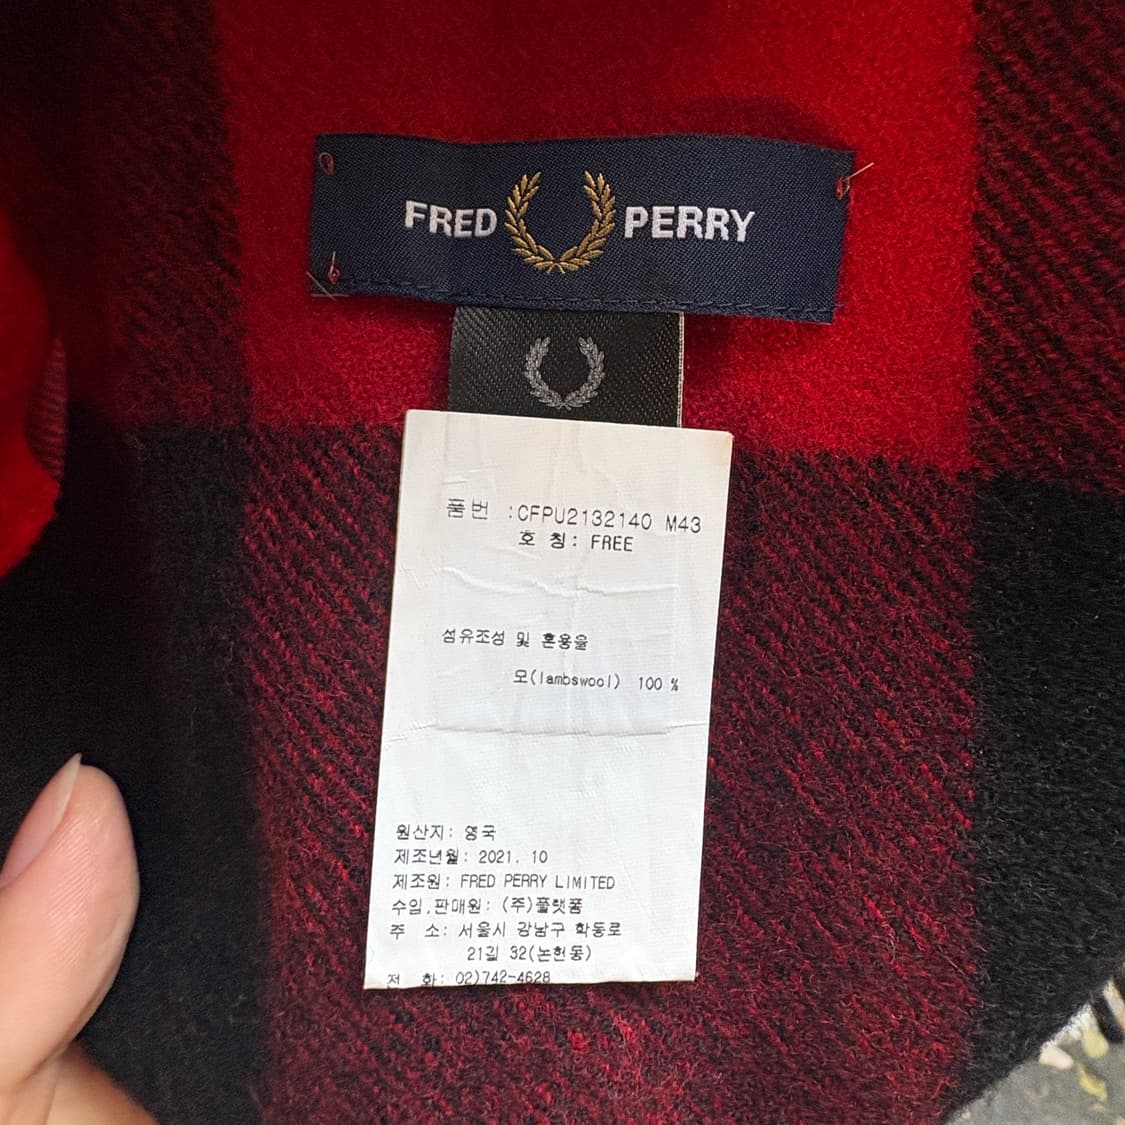 FRED PERRY
품번 :CFPU2132140 M43
호 칭: FREE
섬유조성 및 혼용율
모(lambswool) 100 %
원산지: 영국
제조년월: 2021. 10
제조원: FRED PERRY LIMITED
수입,판매원: (주)플랫폼
주 소: 서울시 강남구 학동로
21길 32(논현동)
전 화: 02)742-4628